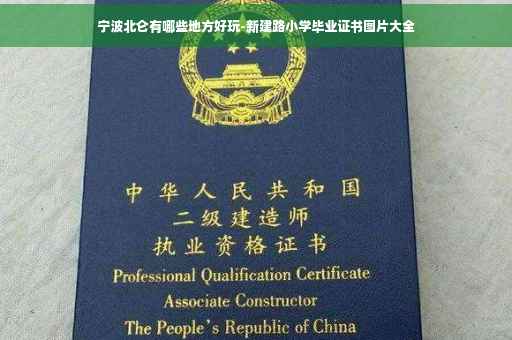 宁波北仑有哪些地方好玩-新建路小学毕业证书图片大全
中华人民共和国
二级建造师
执业资格证书
Professional Qualification Certificate
Associate Constructor
The People's Republic of China